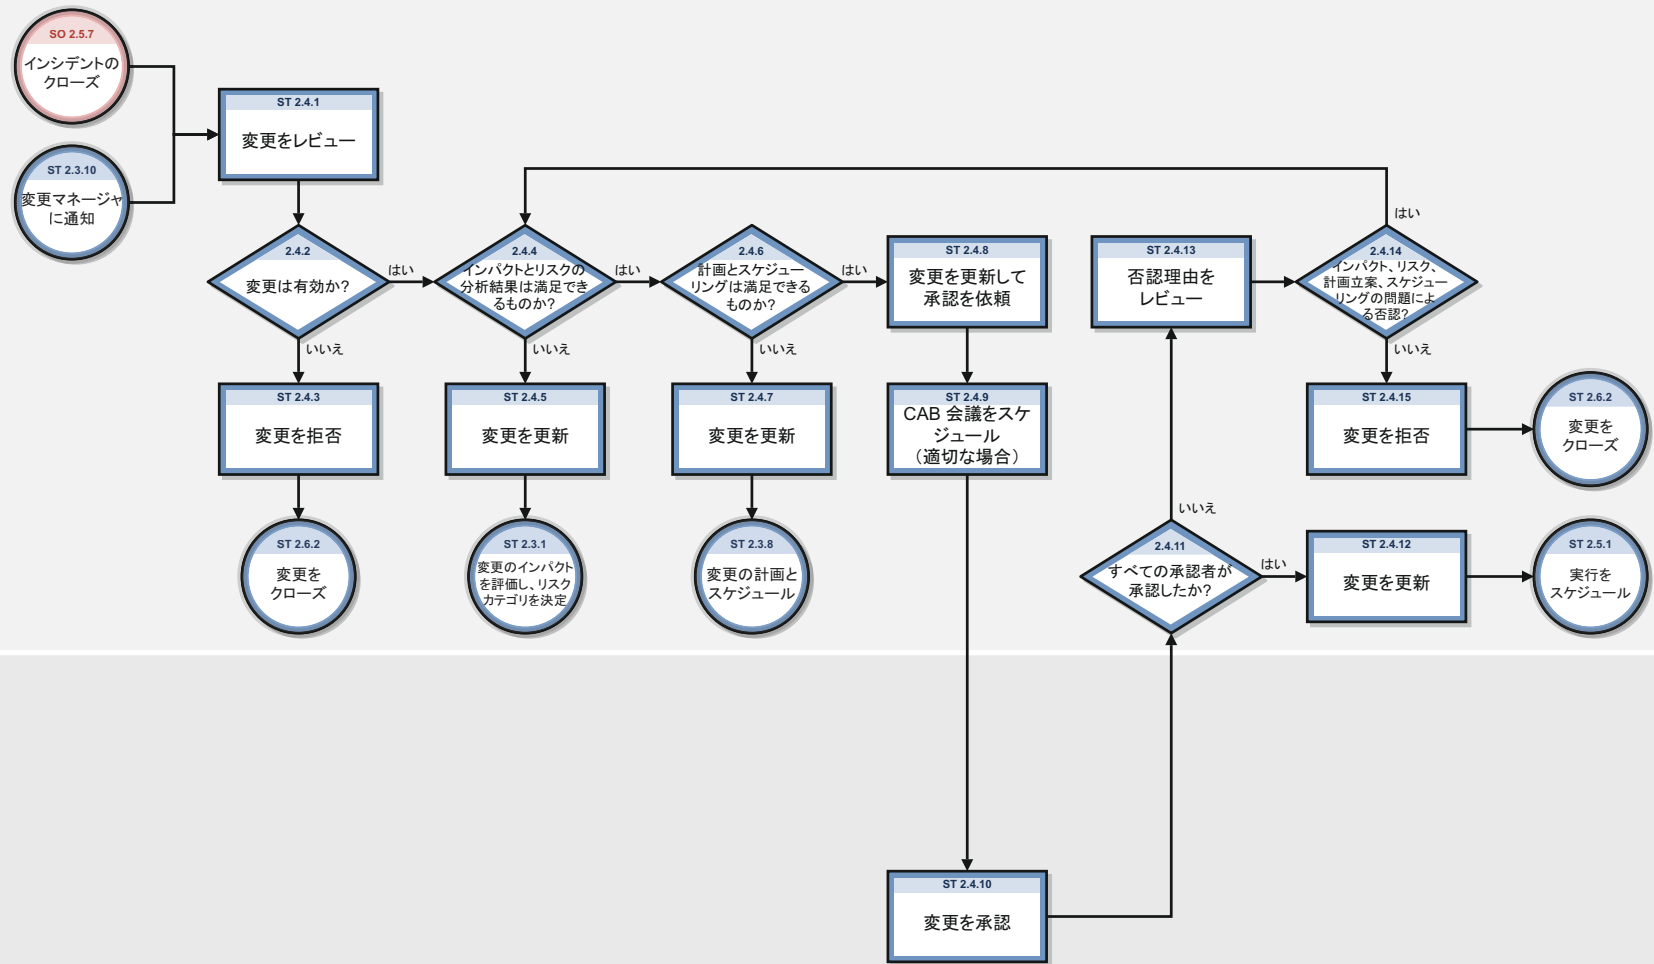 SO 2.5.7
インシデントの
クローズ
ST 2.3.10
変更マネージャ
に通知
ST 2.4.1
変更をレビュー
2.4.2
変更は有効か?
はい
いいえ
2.4.4
インパクトとリスクの
分析結果は満足でき
るものか?
はい
いいえ
2.4.6
計画とスケジュー
リングは満足できる
ものか?
はい
いいえ
ST 2.4.8
変更を更新して
承認を依頼
ST 2.4.13
否認理由を
レビュー
はい
2.4.14
インパクト、リスク、
計画立案、スケジュー
リングの問題によ
る否認?
いいえ
ST 2.4.3
変更を拒否
ST 2.4.5
変更を更新
ST 2.4.7
変更を更新
ST 2.4.9
CAB 会議をスケ
ジュール
(適切な場合)
ST 2.4.15
変更を拒否
ST 2.6.2
変更を
クローズ
ST 2.6.2
変更を
クローズ
ST 2.3.1
変更のインパクト
を評価し、リスク
カテゴリを決定
ST 2.3.8
変更の計画と
スケジュール
いいえ
2.4.11
すべての承認者が
承認したか?
はい
ST 2.4.12
変更を更新
ST 2.5.1
実行を
スケジュール
ST 2.4.10
変更を承認